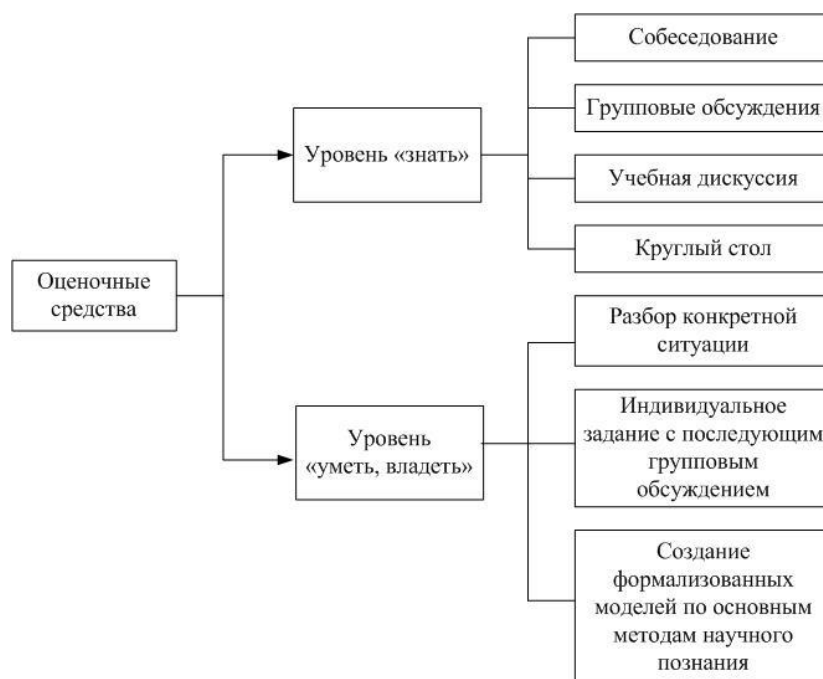 Оценочные
средства
Уровень «знать»
Собеседование
Групповые обсуждения
Учебная дискуссия
Круглый стол
Уровень
«уметь, владеть»
Разбор конкретной
ситуации
Индивидуальное
задание с последующим
групповым
обсуждением
Создание
формализованных
моделей по основным
методам научного
познания